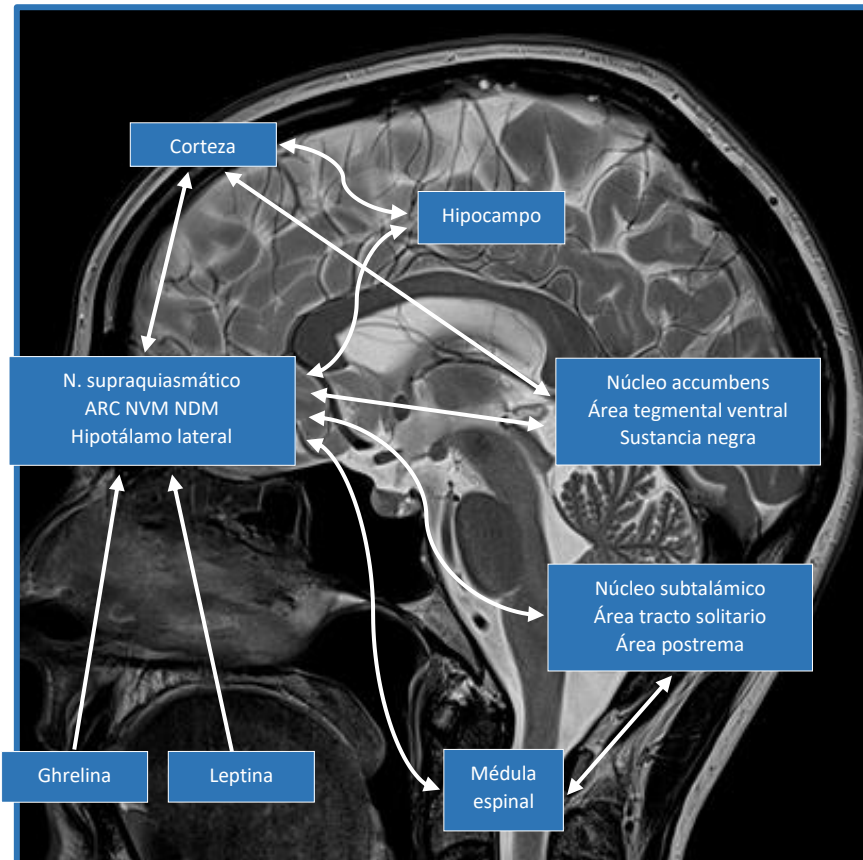 Corteza
Hipocampo
N. supraquiasmático
ARC NVM NDM
Hipotálamo lateral
Núcleo accumbens
Área tegmental ventral
Sustancia negra
Núcleo subtalámico
Área tracto solitario
Área postrema
Ghrelina
Leptina
Médula
espinal